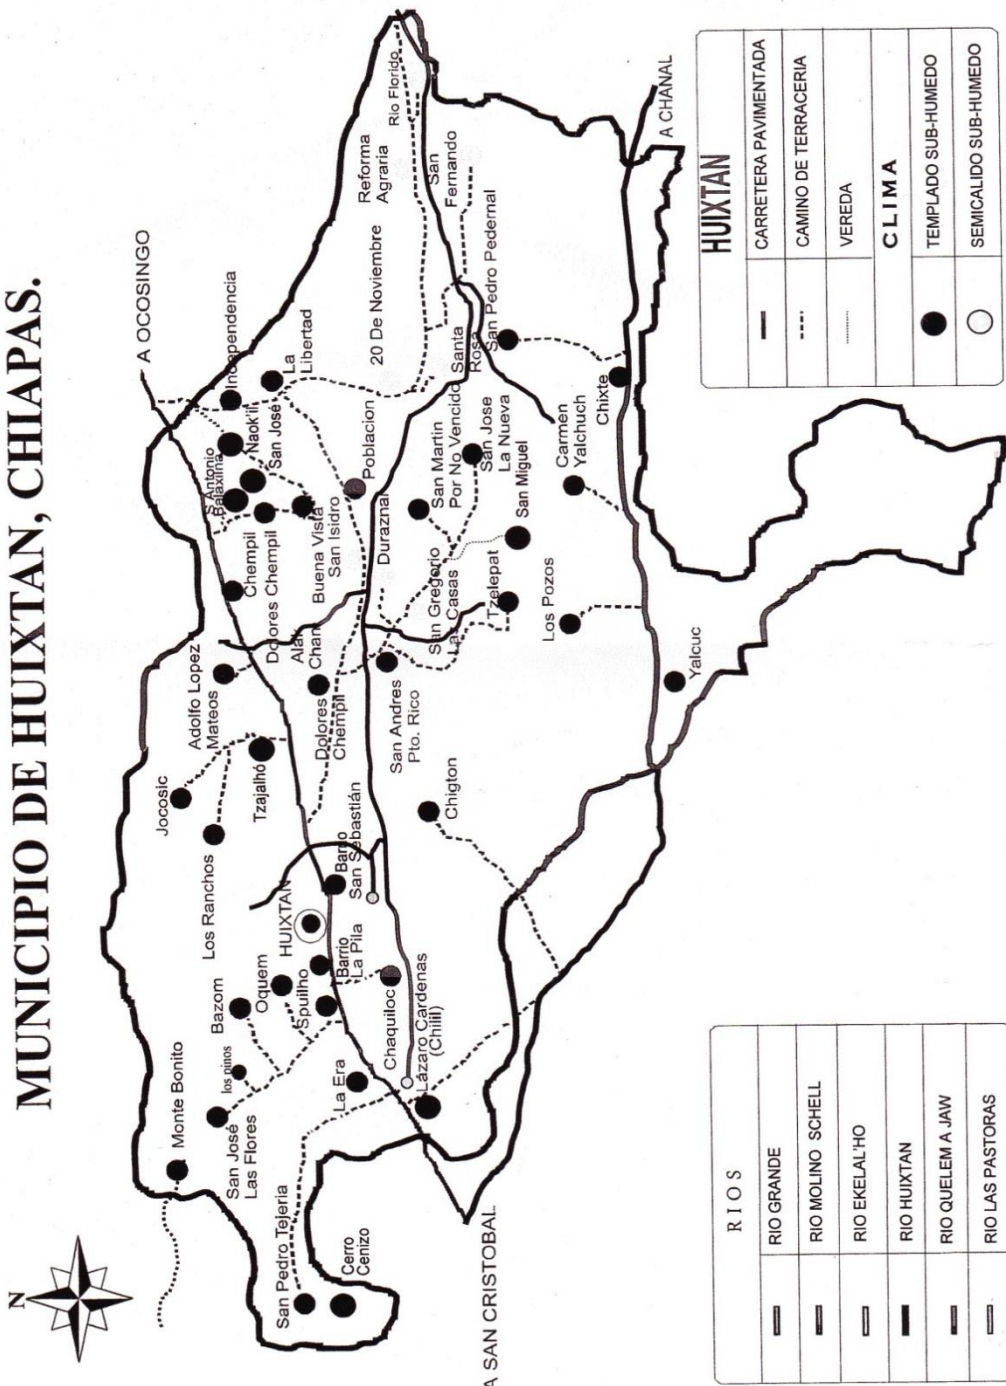 MUNICIPIO DE HUIXTAN, CHIAPAS.
N
A OCOSINGO
Monte Bonito
Jocosic
Los Ranchos
Adolfo Lopez
Mateos
Tzajalhó
Chempil
Dolores Chempil
S. Antonio
Balaxilna
Naok'il
San José
Independencia
La
Libertad
Buena Vista
San Isidro
Poblacion
20 De Noviembre
Reforma
Agraria
Rio Florido
San
Fernando
San José
Las Flores
los pinos
Bazom
Oquem
Spuilho
HUIXTAN
Barrio
La Pila
Barrio
San Sebastián
Dolores
Chempil
Chan
Duraznal
San Pedro Tejeria
Cerro
Cenizo
La Era
Chaquiloc
Lázaro Cardenas
(Chilil)
San Andres
Pto. Rico
San Gregorio
Las Casas
San Martin
Por No Vencido
San Jose
La Nueva
Santa
Rosa
San Pedro Pedernal
Chigton
Tzelepat
San Miguel
Los Pozos
Carmen
Yalchuch
Chixte
Yalcuc
A CHANAL
A SAN CRISTOBAL
RIOS
RIO GRANDE
RIO MOLINO SCHELL
RIO EKELAL'HO
RIO HUIXTAN
RIO QUELEM A JAW
RIO LAS PASTORAS
HUIXTAN
CARRETERA PAVIMENTADA
CAMINO DE TERRACERIA
VEREDA
CLIMA
TEMPLADO SUB-HUMEDO
SEMICALIDO SUB-HUMEDO